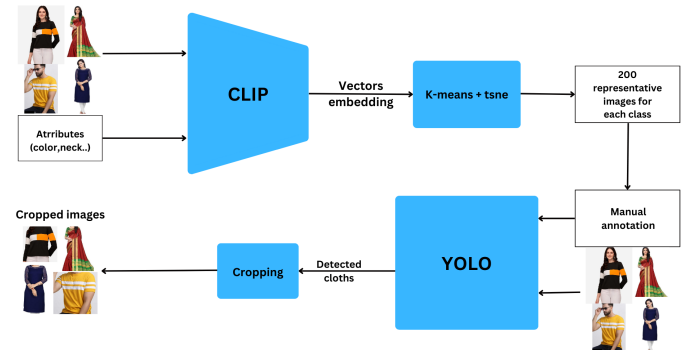 CLIP
Vectors
embedding
K-means + tsne
200
representative
images for
each class
Atrributes
(color,neck..)
Manual
annotation
YOLO
Detected
cloths
Cropping
Cropped images